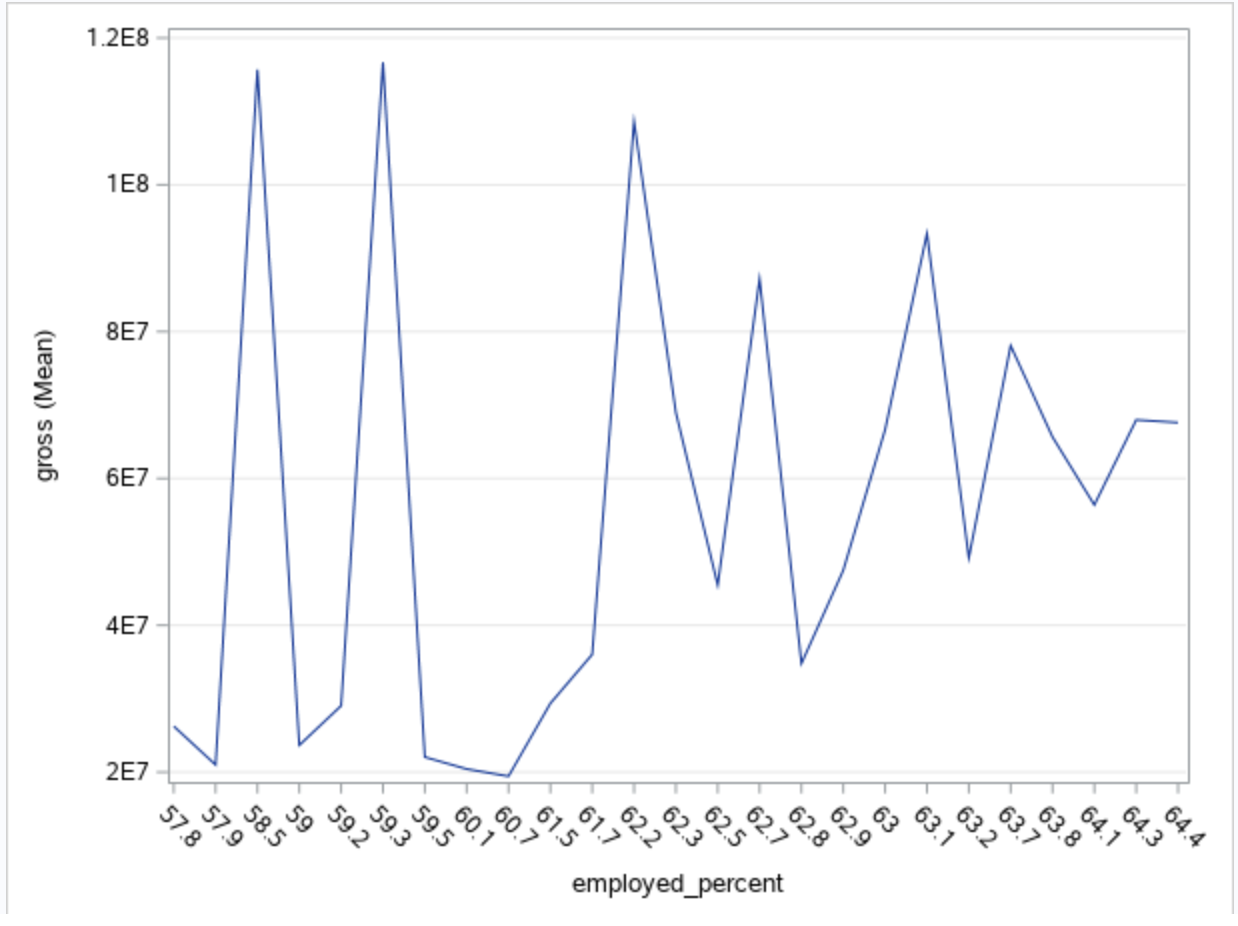 1.2E8
1E8
8E7
6E7
4E7
2E7
gross (Mean)
57.8 57.9 58.5 59 59.2 59.3 59.5 60.1 60.7 61.5 61.7 62.2 62.3 62.5 62.7 62.8 62.9 63 63.1 63.2 63.7 63.8 64.1 64.3 64.4
employed_percent